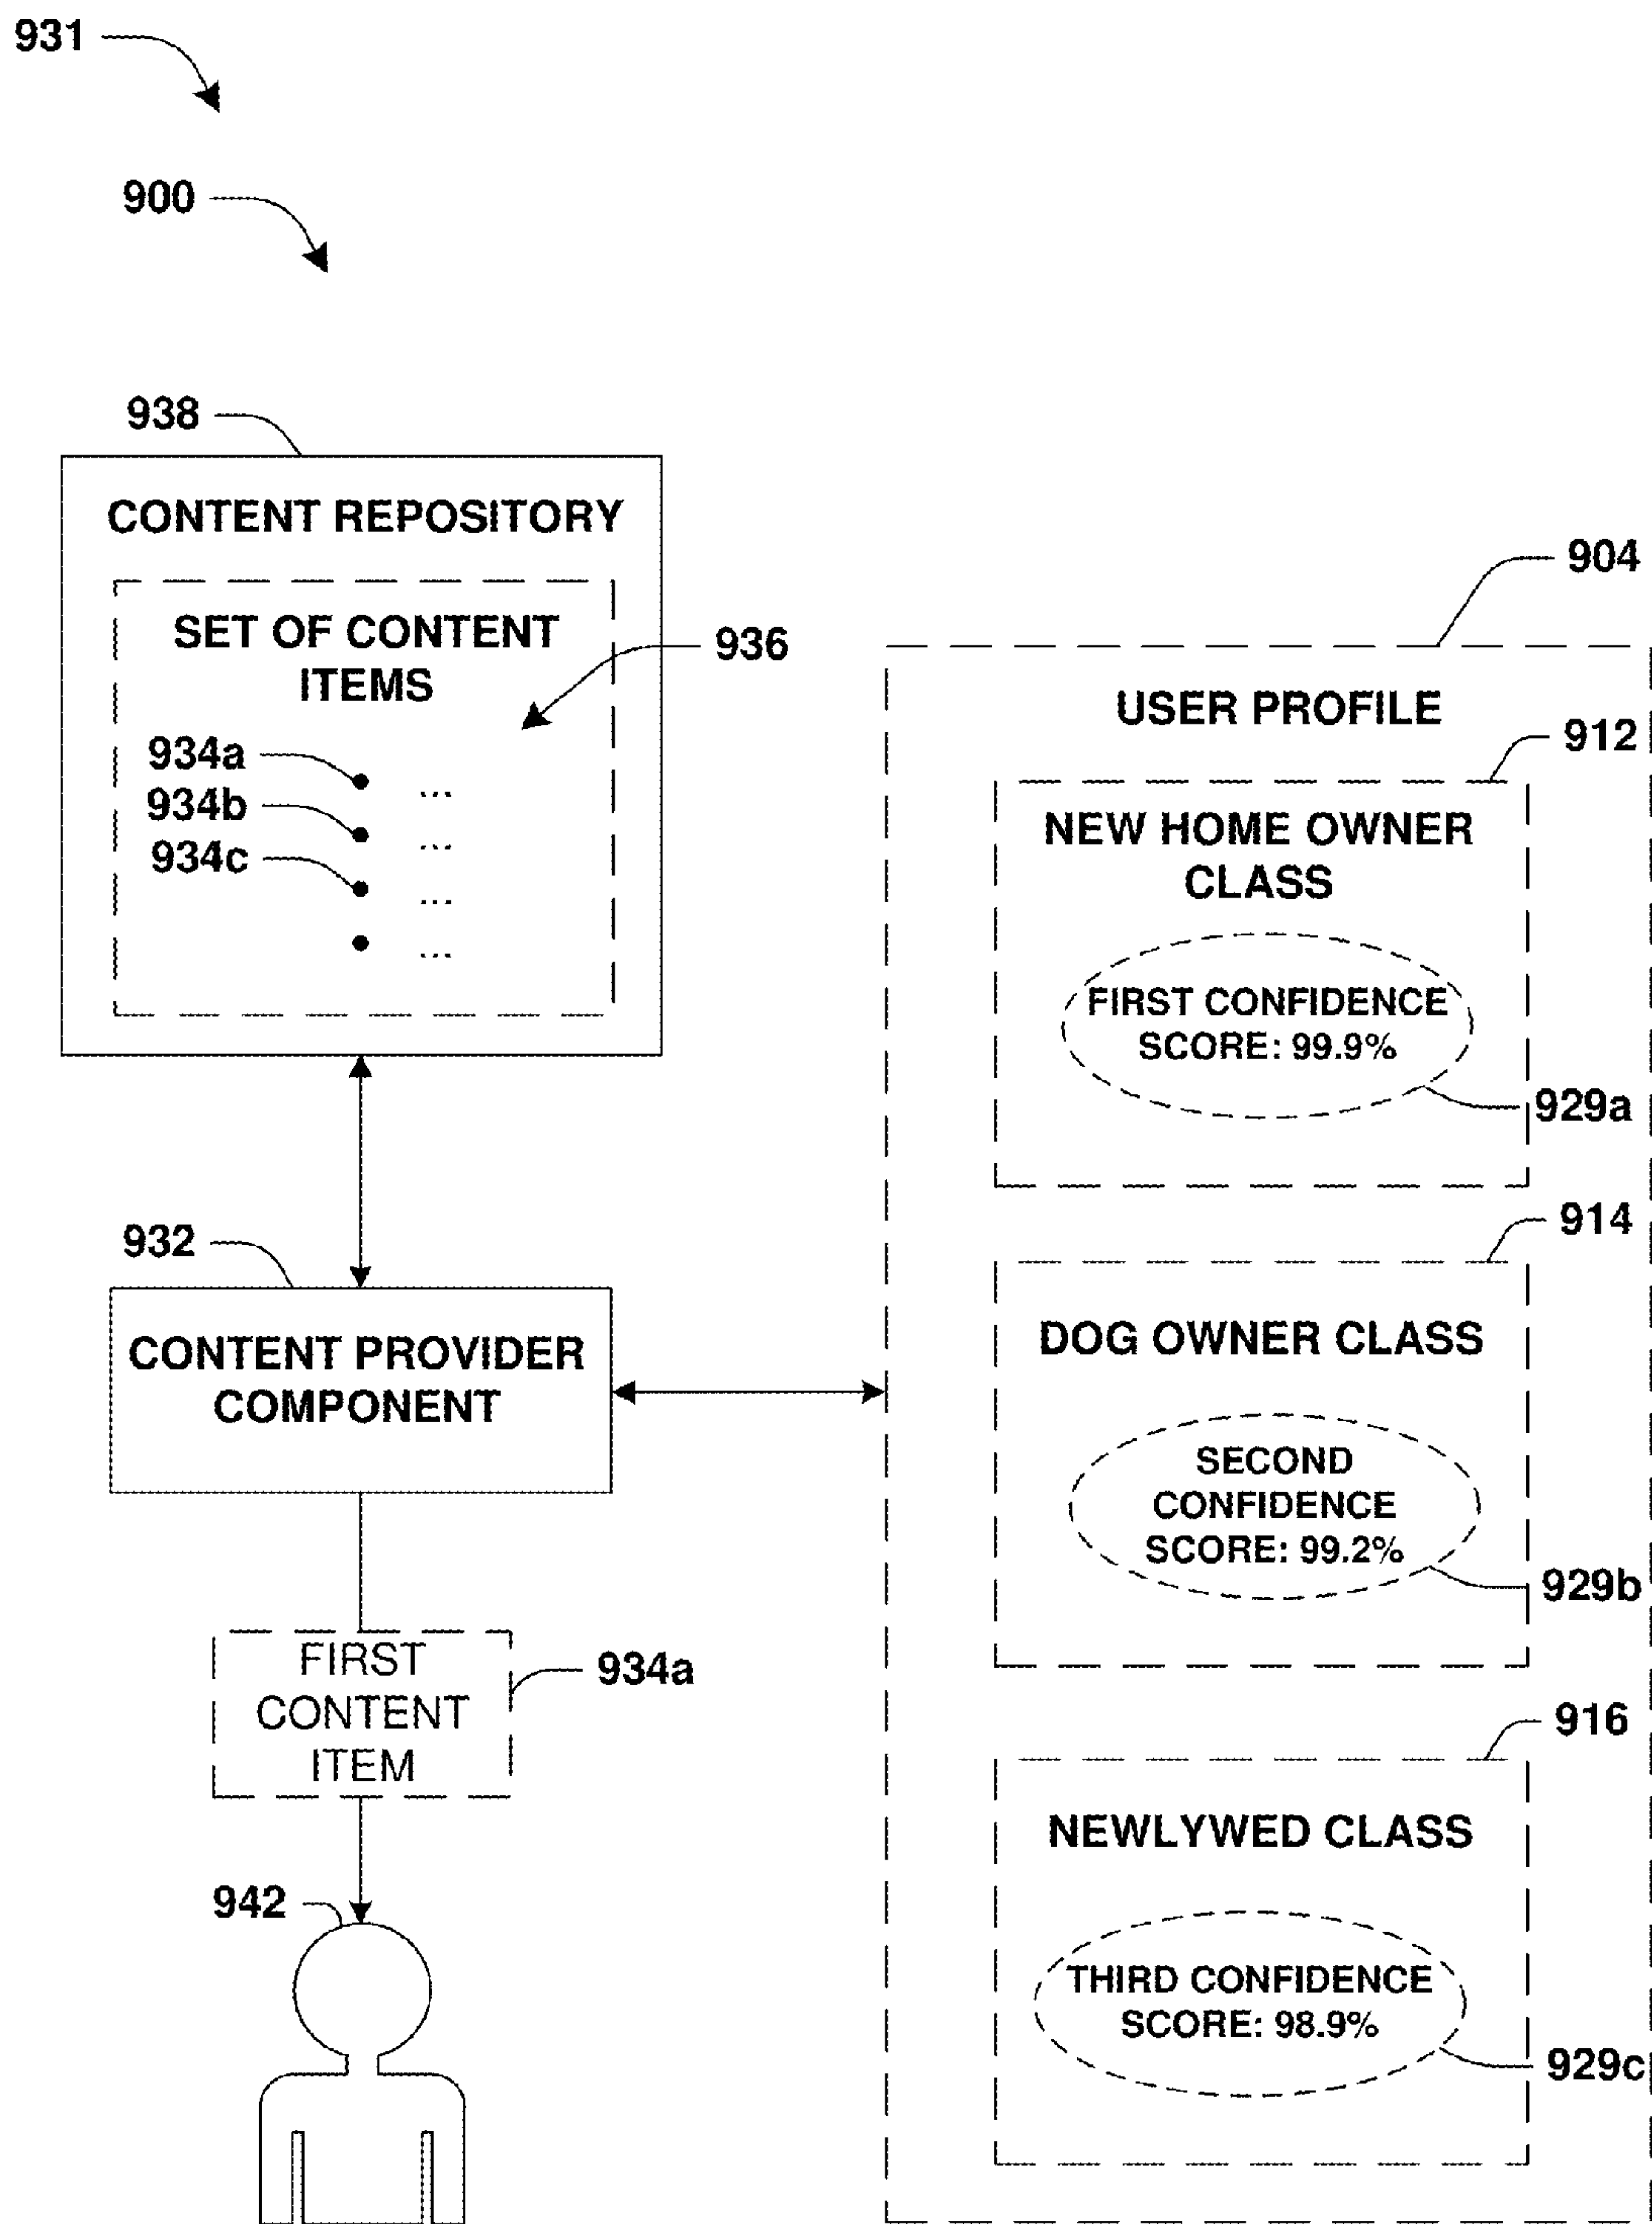 931
900
938
CONTENT REPOSITORY
SET OF CONTENT
ITEMS
936
934a
...
934b
...
934c
...
...
904
USER PROFILE
912
NEW HOME OWNER
CLASS
FIRST CONFIDENCE
SCORE: 99.9%
929a
932
CONTENT PROVIDER
COMPONENT
914
DOG OWNER CLASS
SECOND
CONFIDENCE
SCORE: 99.2%
929b
FIRST
CONTENT
ITEM
934a
916
NEWLYWED CLASS
THIRD CONFIDENCE
SCORE: 98.9%
929c
942